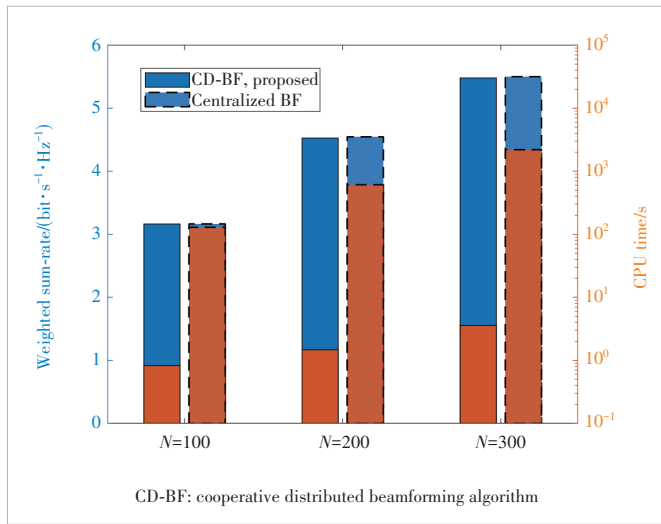 6
5
4
3
2
1
0
Weighted sum-rate/(bit·s⁻¹·Hz⁻¹)
CD-BF, proposed
Centralized BF
10⁵
10⁴
10³
10²
10¹
10⁰
10⁻¹
CPU time/s
N=100 N=200 N=300
CD-BF: cooperative distributed beamforming algorithm